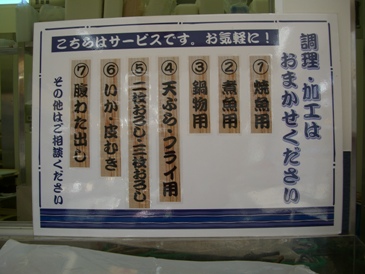 こちらはサービスです。お気軽に!
調理・加工は
おまかせください
①焼魚用
②煮魚用
③鍋物用
④天ぷら・フライ用
⑤二枚おろし・三枚おろし
⑥いか・皮むき
⑦腹わた出し
その他はご相談ください